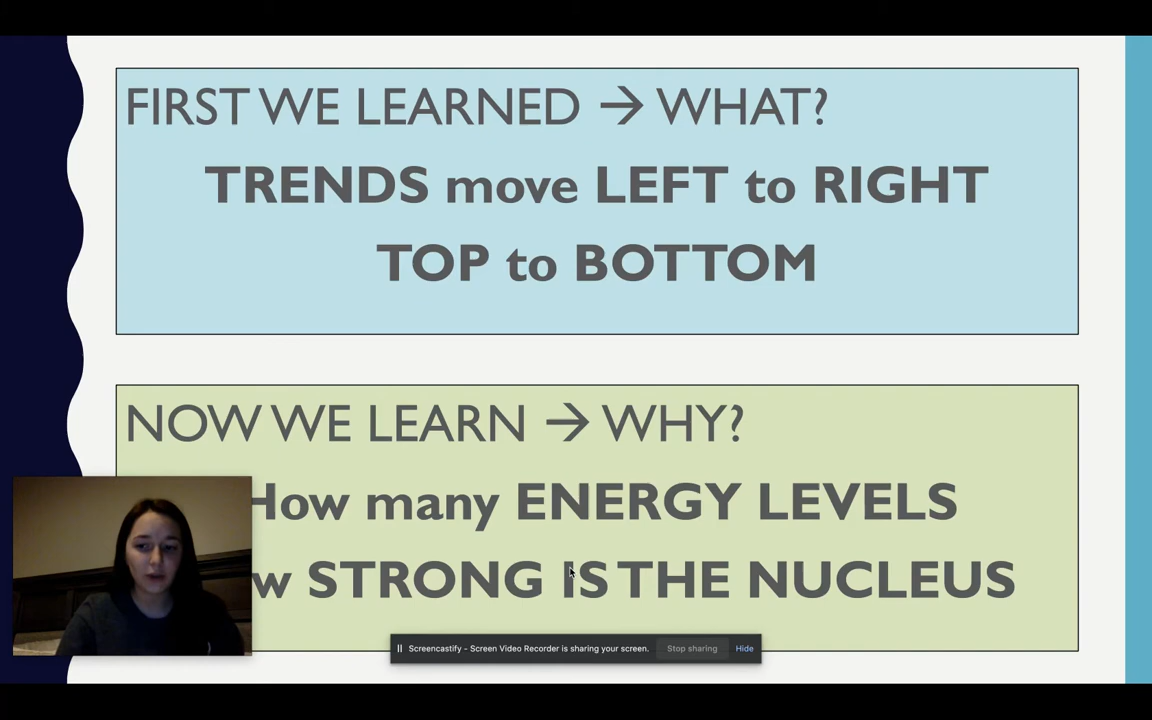 FIRST WE LEARNED → WHAT?
TRENDS move LEFT to RIGHT
TOP to BOTTOM
NOW WE LEARN → WHY?
How many ENERGY LEVELS
w STRONG IS THE NUCLEUS
Screencastify - Screen Video Recorder is sharing your screen. Stop sharing Hide